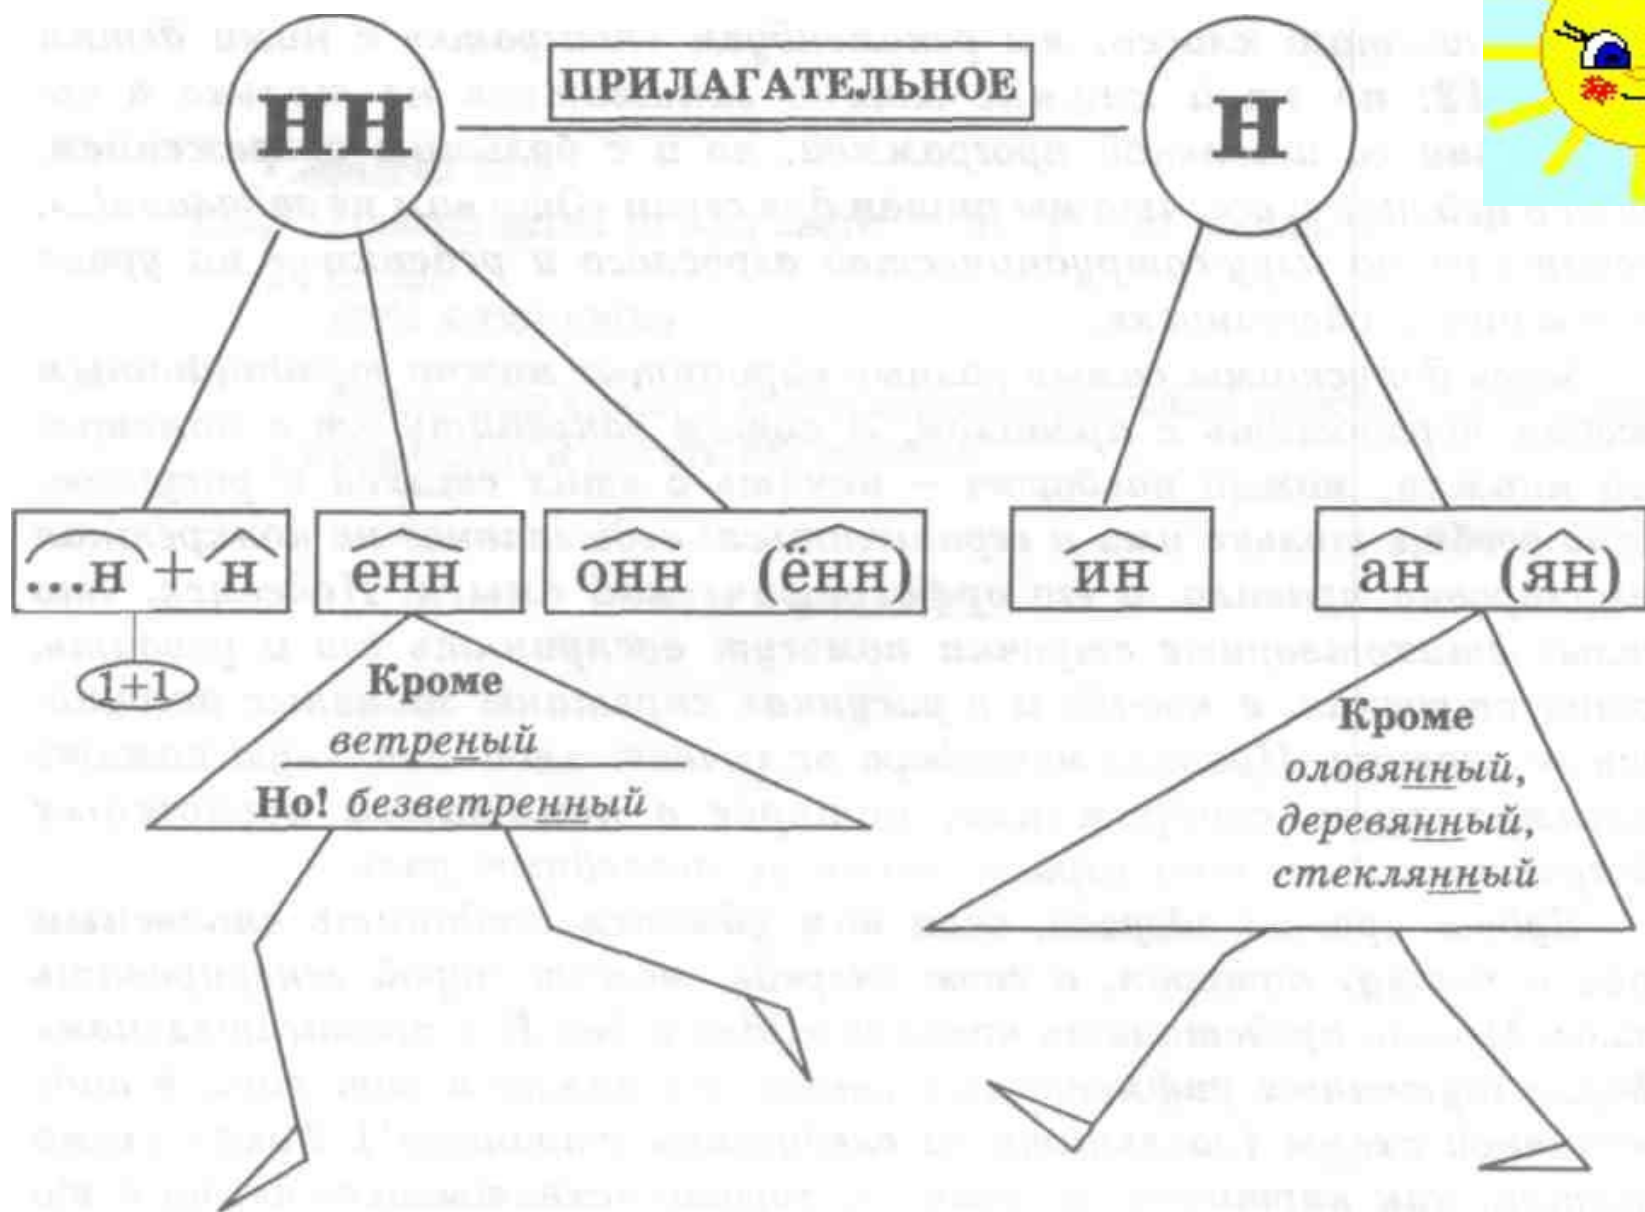 ПРИЛАГАТЕЛЬНОЕ
НН
Н
...н + н
енн
онн (ённ)
ин
ан (ян)
1+1
Кроме
ветреный
Но! безветренный
Кроме
оловянный,
деревянный,
стеклянный